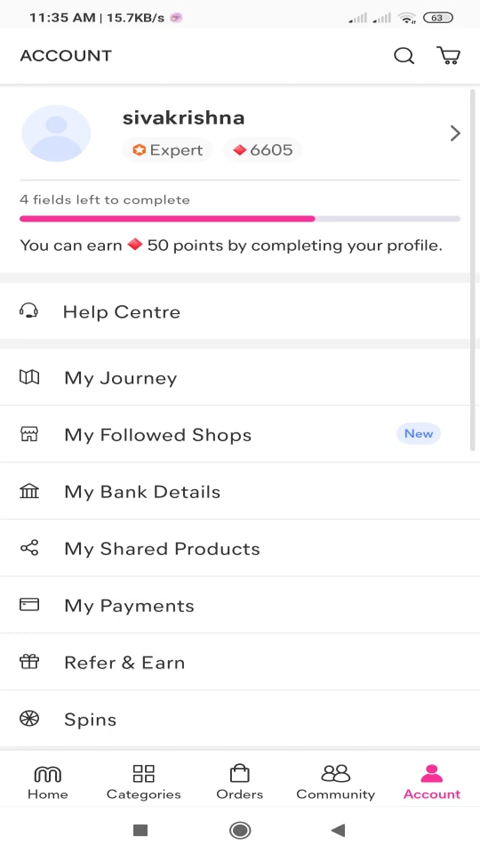 11:35 AM | 15.7KB/s
63
ACCOUNT
sivakrishna
Expert 6605
4 fields left to complete
You can earn 50 points by completing your profile.
Help Centre
My Journey
My Followed Shops New
My Bank Details
My Shared Products
My Payments
Refer & Earn
Spins
Home Categories Orders Community Account